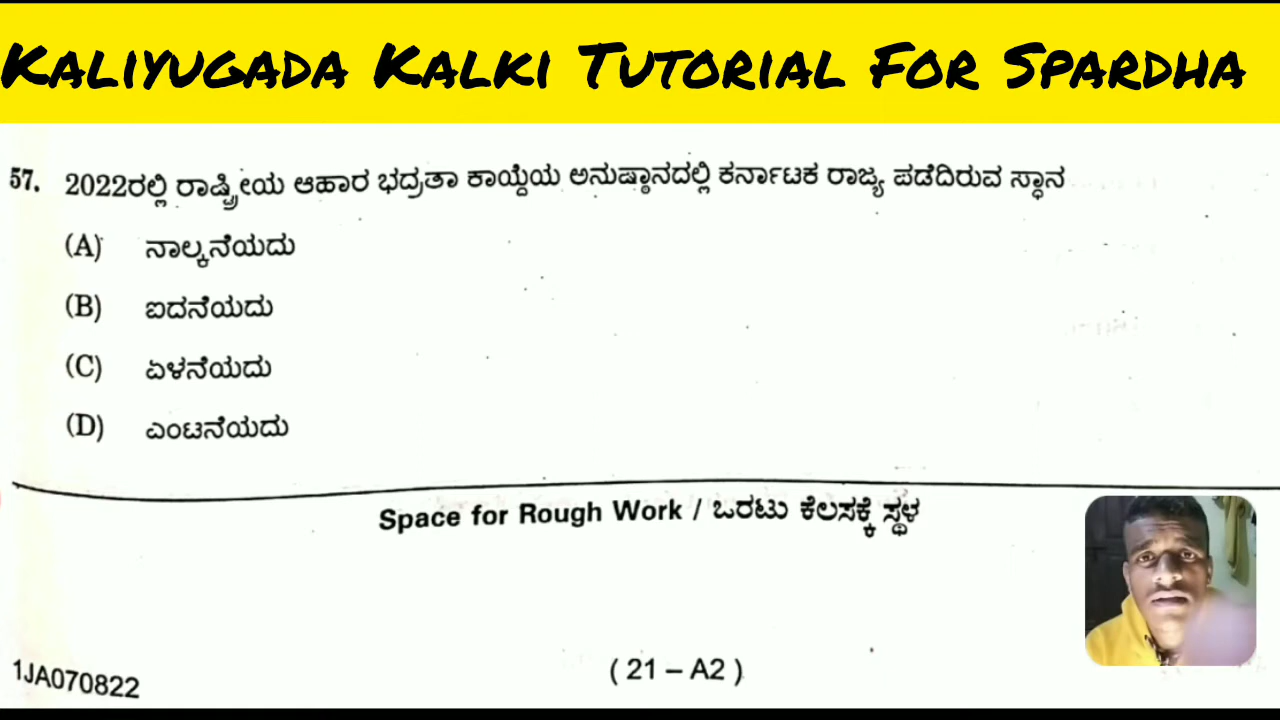 KALIYUGADA KALKI TUTORIAL FOR SPARDHA
57. 2022ರಲ್ಲಿ ರಾಷ್ಟ್ರೀಯ ಆಹಾರ ಭದ್ರತಾ ಕಾಯ್ದೆಯ ಅನುಷ್ಠಾನದಲ್ಲಿ ಕರ್ನಾಟಕ ರಾಜ್ಯ ಪಡೆದಿರುವ ಸ್ಥಾನ
(A) ನಾಲ್ಕನೆಯದು
(B) ಐದನೆಯದು
(C) ಏಳನೆಯದು
(D) ಎಂಟನೆಯದು
Space for Rough Work / ಒರಟು ಕೆಲಸಕ್ಕೆ ಸ್ಥಳ
1JA070822
( 21 – A2 )